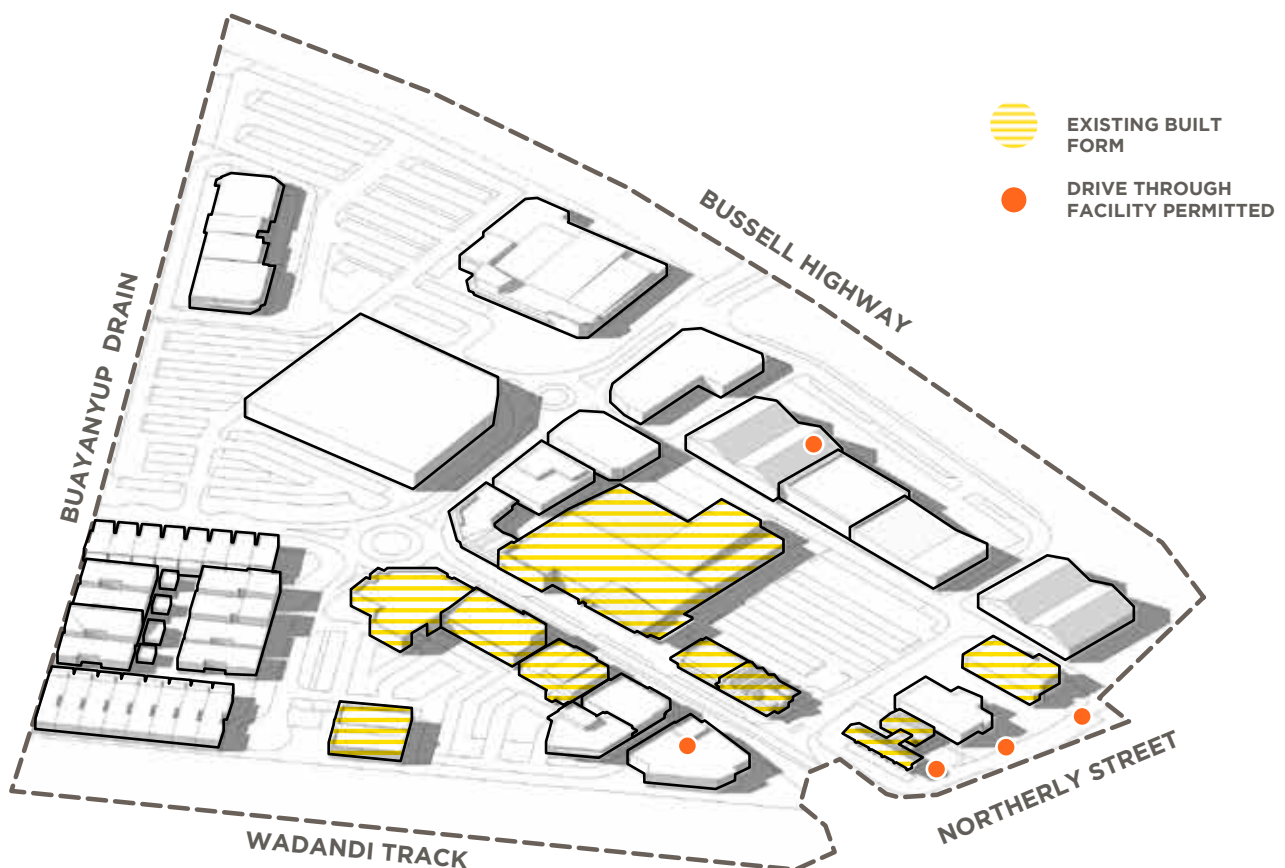 EXISTING BUILT
FORM
DRIVE THROUGH
FACILITY PERMITTED
BUSSELL HIGHWAY
BUAYANYUP DRAIN
NORTHERLY STREET
WADANDI TRACK